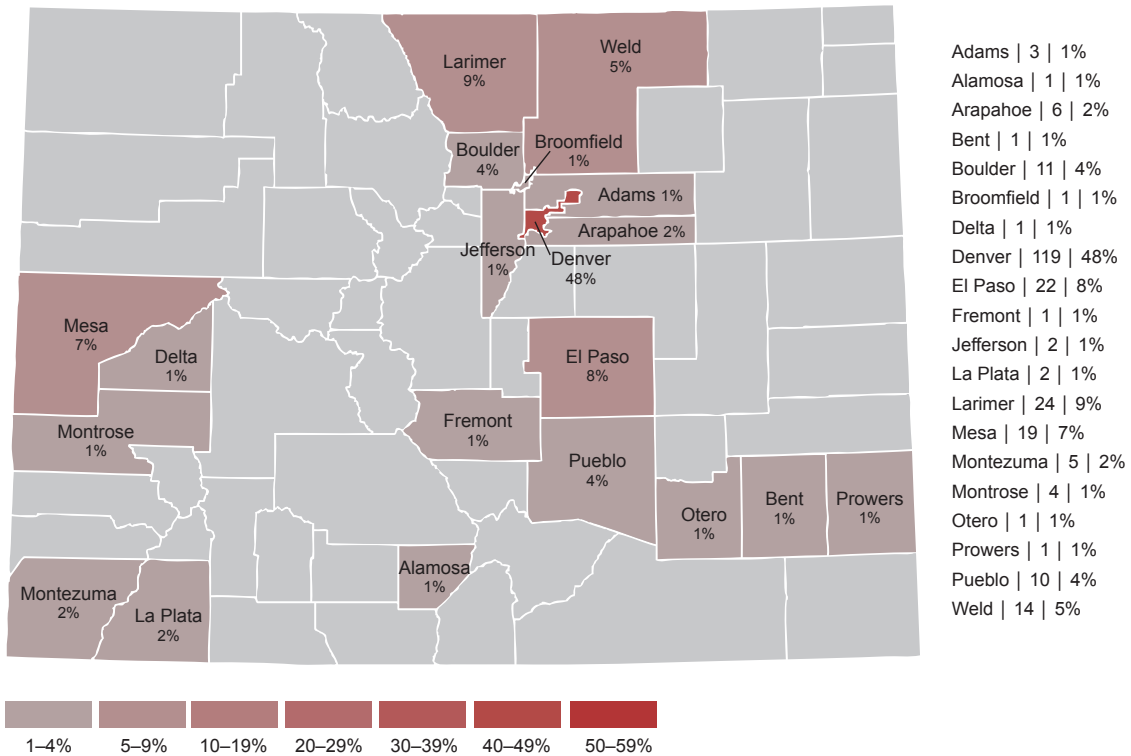 Larimer
9%
Weld
5%
Boulder
4%
Broomfield
1%
Adams 1%
Arapahoe 2%
Jefferson
1%
Denver
48%
Mesa
7%
Delta
1%
El Paso
8%
Montrose
1%
Fremont
1%
Pueblo
4%
Otero
1%
Bent
1%
Prowers
1%
Alamosa
1%
Montezuma
2%
La Plata
2%
Adams | 3 | 1%
Alamosa | 1 | 1%
Arapahoe | 6 | 2%
Bent | 1 | 1%
Boulder | 11 | 4%
Broomfield | 1 | 1%
Delta | 1 | 1%
Denver | 119 | 48%
El Paso | 22 | 8%
Fremont | 1 | 1%
Jefferson | 2 | 1%
La Plata | 2 | 1%
Larimer | 24 | 9%
Mesa | 19 | 7%
Montezuma | 5 | 2%
Montrose | 4 | 1%
Otero | 1 | 1%
Prowers | 1 | 1%
Pueblo | 10 | 4%
Weld | 14 | 5%
1–4% 5–9% 10–19% 20–29% 30–39% 40–49% 50–59%